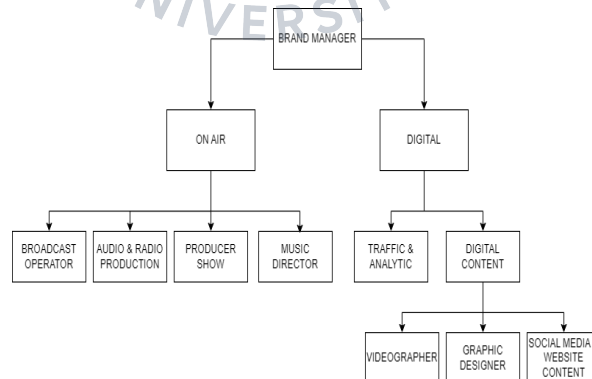 NIVERSI
BRAND MANAGER
ON AIR
DIGITAL
BROADCAST
OPERATOR
AUDIO & RADIO
PRODUCTION
PRODUCER
SHOW
MUSIC
DIRECTOR
TRAFFIC &
ANALYTIC
DIGITAL
CONTENT
VIDEOGRAPHER
GRAPHIC
DESIGNER
SOCIAL MEDIA
WEBSITE
CONTENT